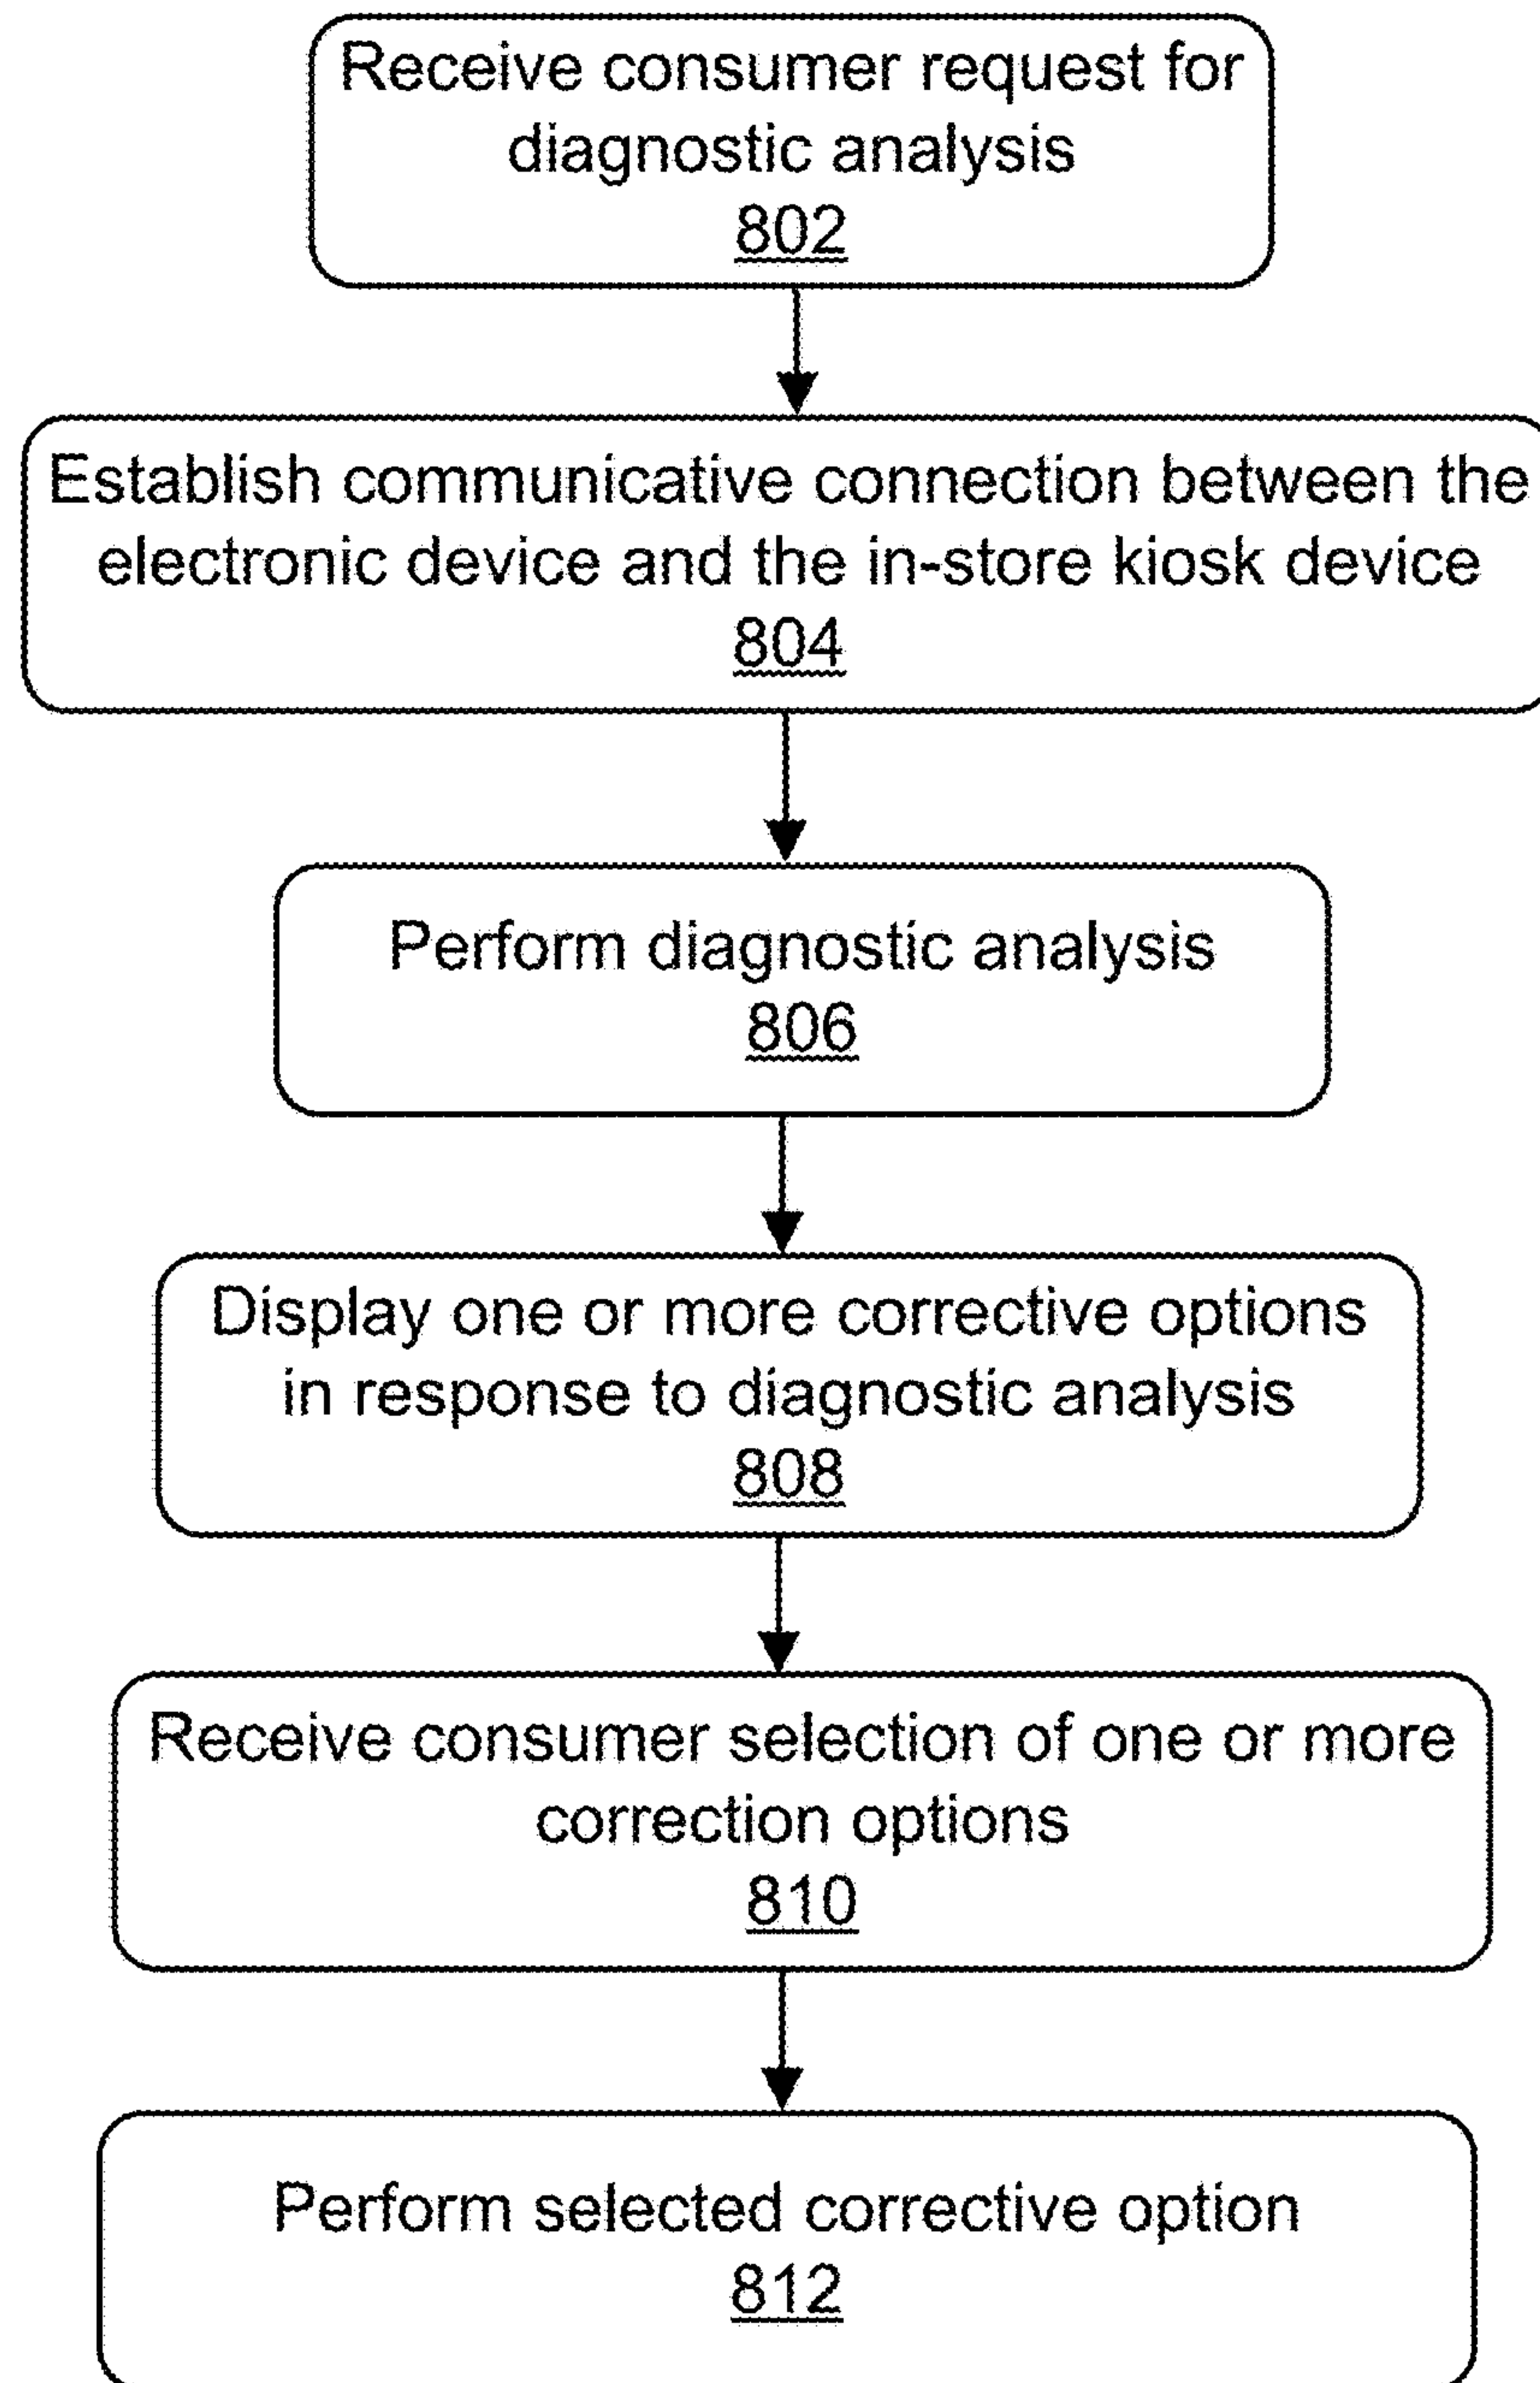 Receive consumer request for
diagnostic analysis
802
Establish communicative connection between the
electronic device and the in-store kiosk device
804
Perform diagnostic analysis
806
Display one or more corrective options
in response to diagnostic analysis
808
Receive consumer selection of one or more
correction options
810
Perform selected corrective option
812